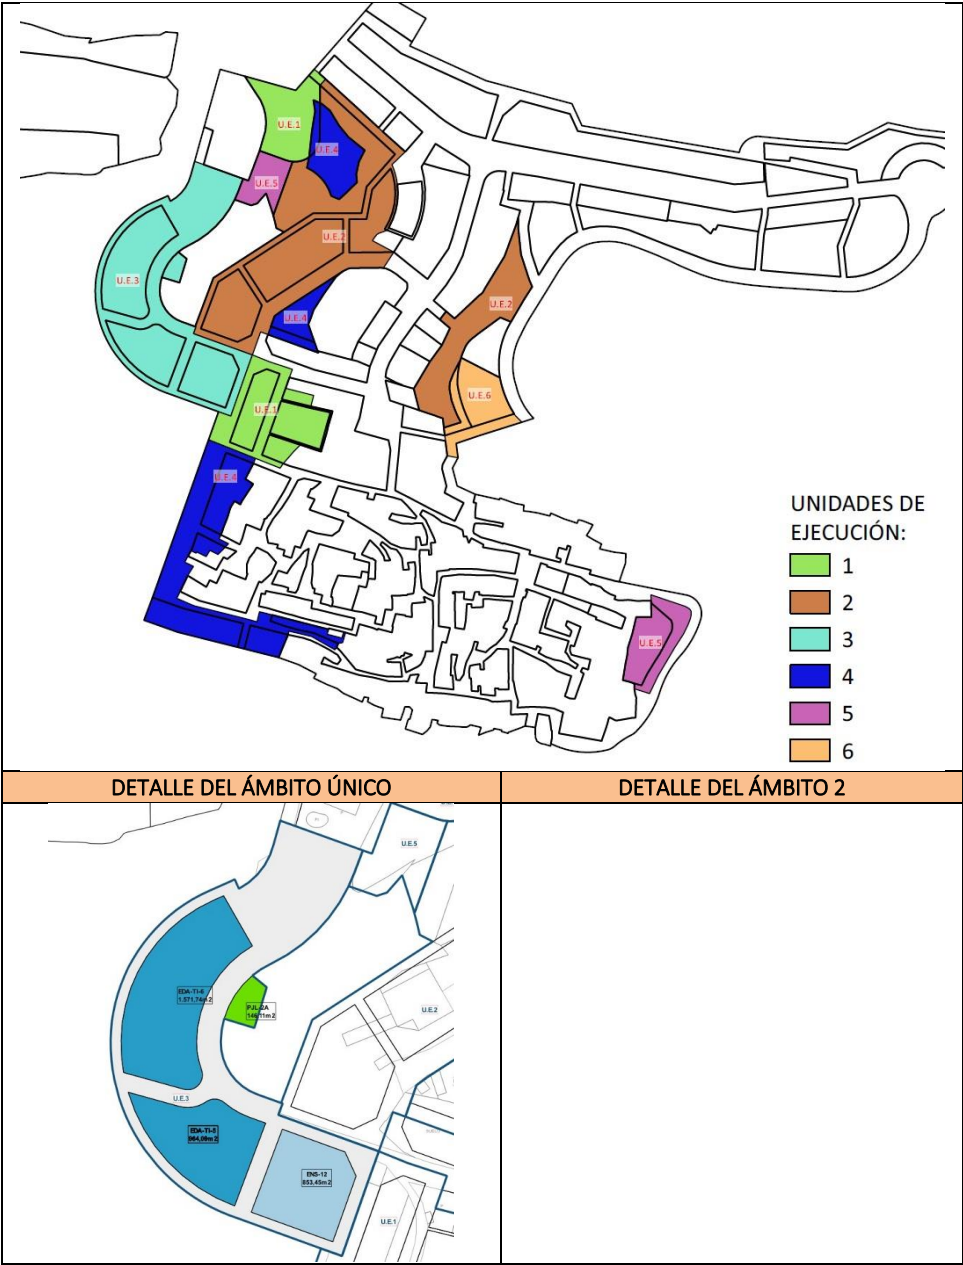 U.E.1
U.E.4
U.E.5
U.E.2
U.E.3
U.E.2
U.E.4
U.E.6
U.E.1
U.E.4
U.E.5
UNIDADES DE
EJECUCIÓN:
1
2
3
4
5
6
DETALLE DEL ÁMBITO ÚNICO
DETALLE DEL ÁMBITO 2
U.E.5
EDA-TI-6
1.571,74m2
PJL-2A
146,11m2
U.E.2
U.E.3
EDA-TI-5
ENS-12
853,45m2
U.E.1